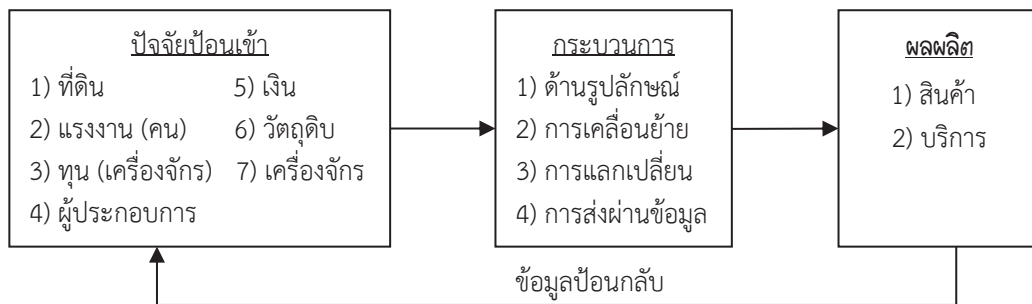 ปัจจัยป้อนเข้า
1) ที่ดิน
2) แรงงาน (คน)
3) ทุน (เครื่องจักร)
4) ผู้ประกอบการ
5) เงิน
6) วัตถุดิบ
7) เครื่องจักร
กระบวนการ
1) ด้านรูปลักษณ์
2) การเคลื่อนย้าย
3) การแลกเปลี่ยน
4) การส่งผ่านข้อมูล
ผลผลิต
1) สินค้า
2) บริการ
ข้อมูลป้อนกลับ